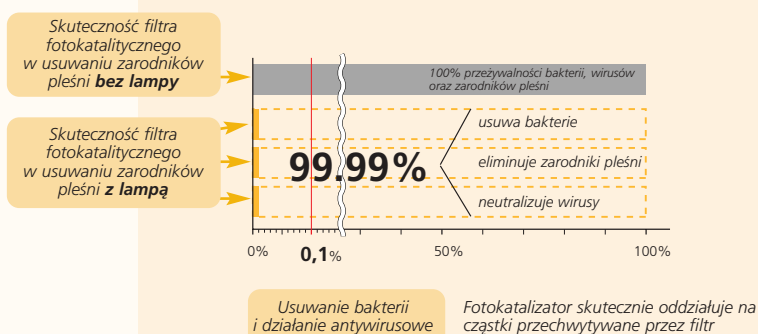 Skuteczność filtra
fotokatalitycznego
w usuwaniu zarodników
pleśni bez lampy
100% przeżywalności bakterii, wirusów
oraz zarodników pleśni
Skuteczność filtra
fotokatalitycznego
w usuwaniu zarodników
pleśni z lampą
usuwa bakterie
99.99%
eliminuje zarodniki pleśni
neutralizuje wirusy
0%
0,1%
50%
100%
Usuwanie bakterii
i działanie antywirusowe
Fotokatalizator skutecznie oddziałuje na
cząstki przechwytywane przez filtr